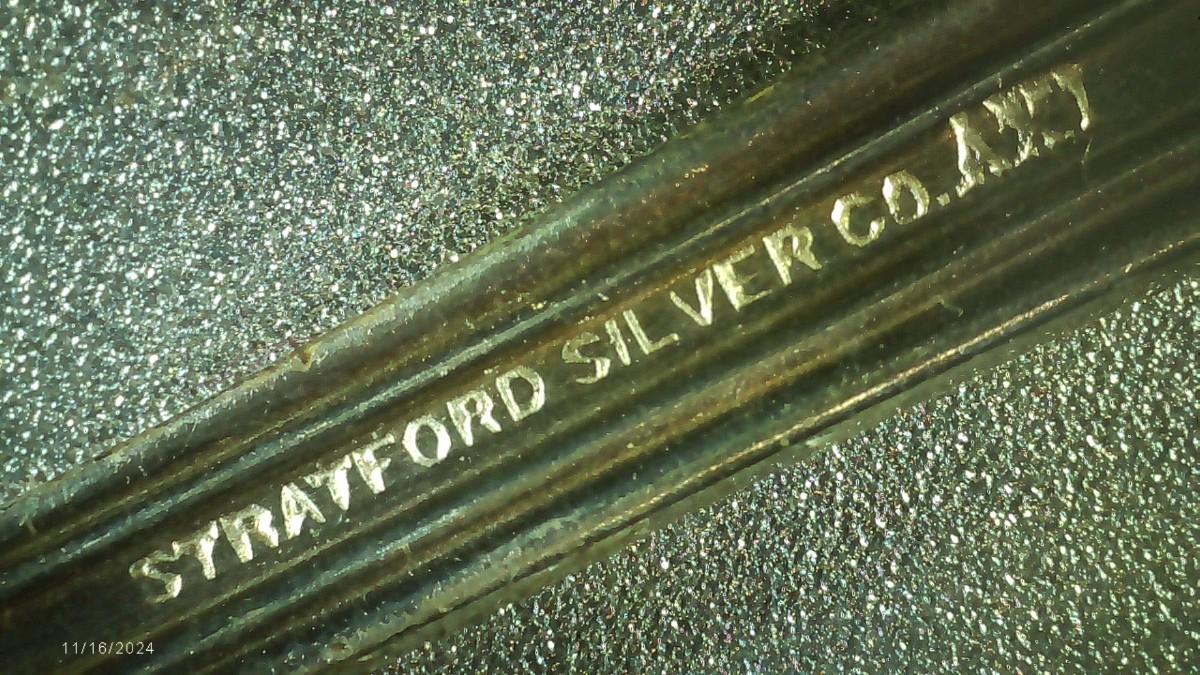 STRATFORD SILVER CO.
11/16/2024